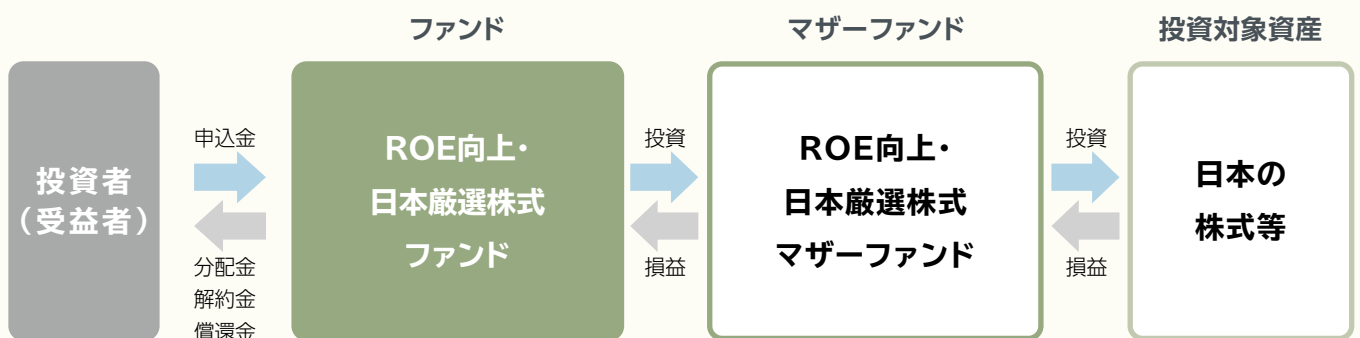 ファンド
マザーファンド
投資対象資産
投資者
(受益者)
申込金
分配金
解約金
償還金
ROE向上・
日本厳選株式
ファンド
投資
損益
ROE向上・
日本厳選株式
マザーファンド
投資
損益
日本の
株式等